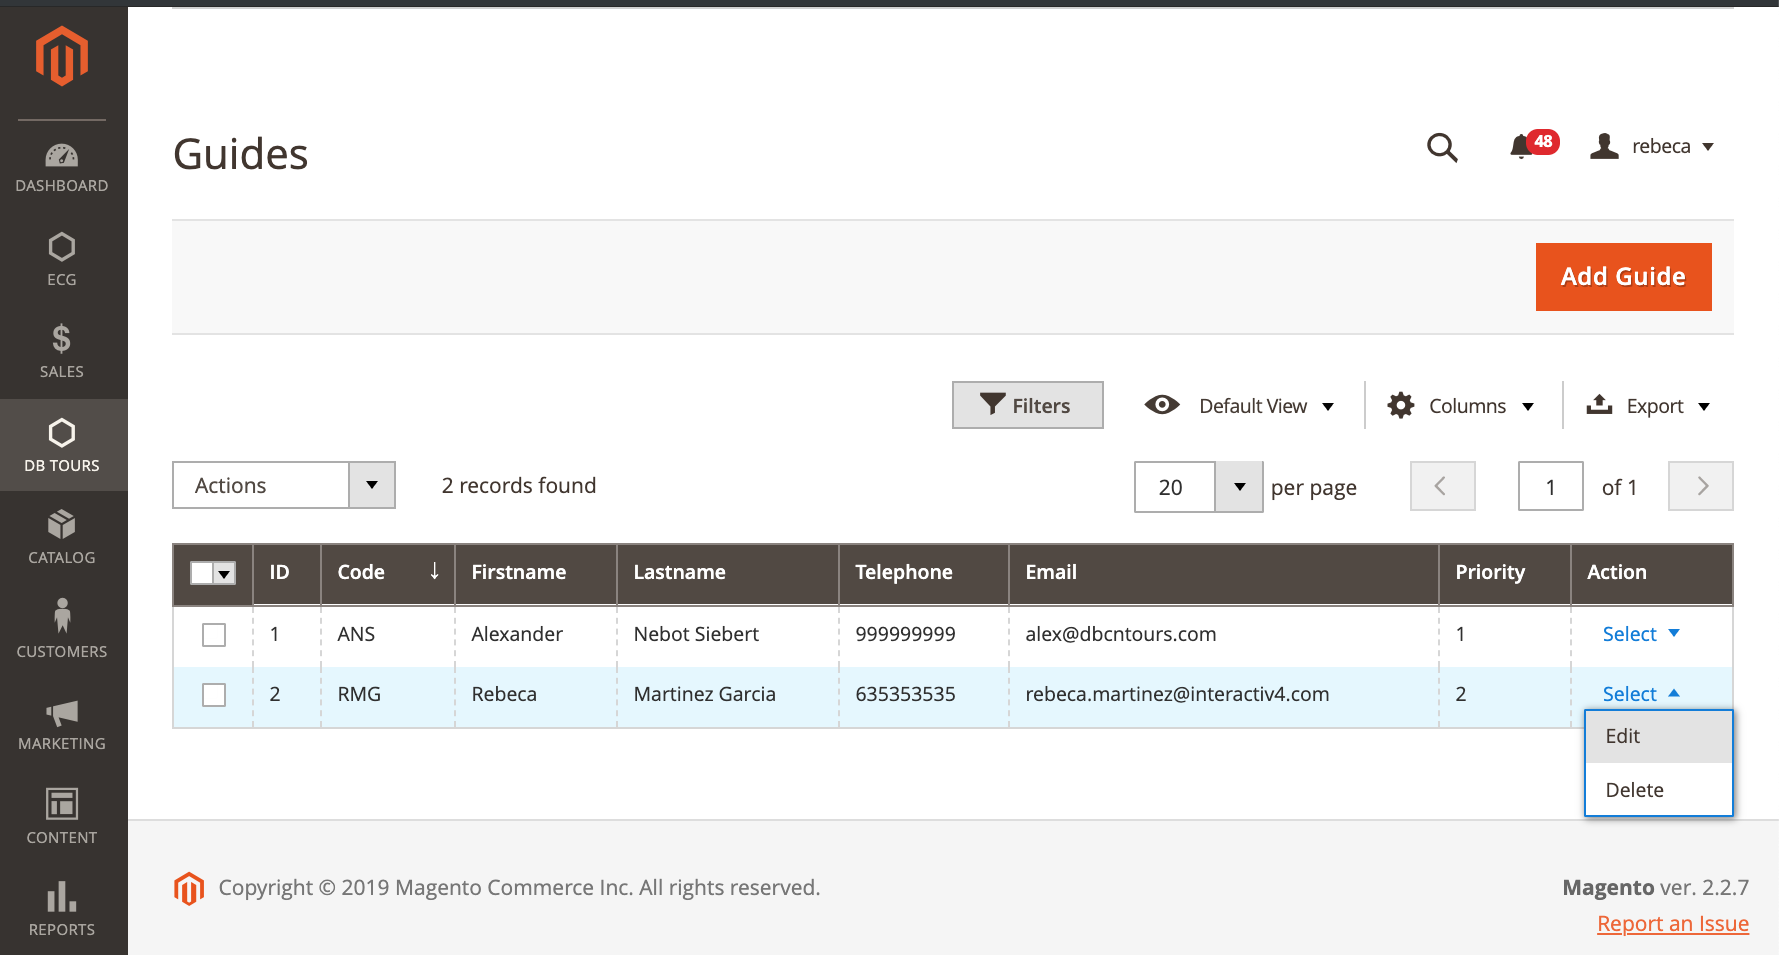 Guides
48
rebeca
DASHBOARD
ECG
SALES
DB TOURS
CATALOG
CUSTOMERS
MARKETING
CONTENT
REPORTS
Add Guide
Filters
Default View
Columns
Export
Actions
2 records found
20 per page
1 of 1
ID Code ↓ Firstname Lastname Telephone Email Priority Action
1 ANS Alexander Nebot Siebert 999999999 alex@dbcntours.com 1 Select
2 RMG Rebeca Martinez Garcia 635353535 rebeca.martinez@interactiv4.com 2 Select
Edit
Delete
Copyright © 2019 Magento Commerce Inc. All rights reserved.
Magento ver. 2.2.7
Report an Issue